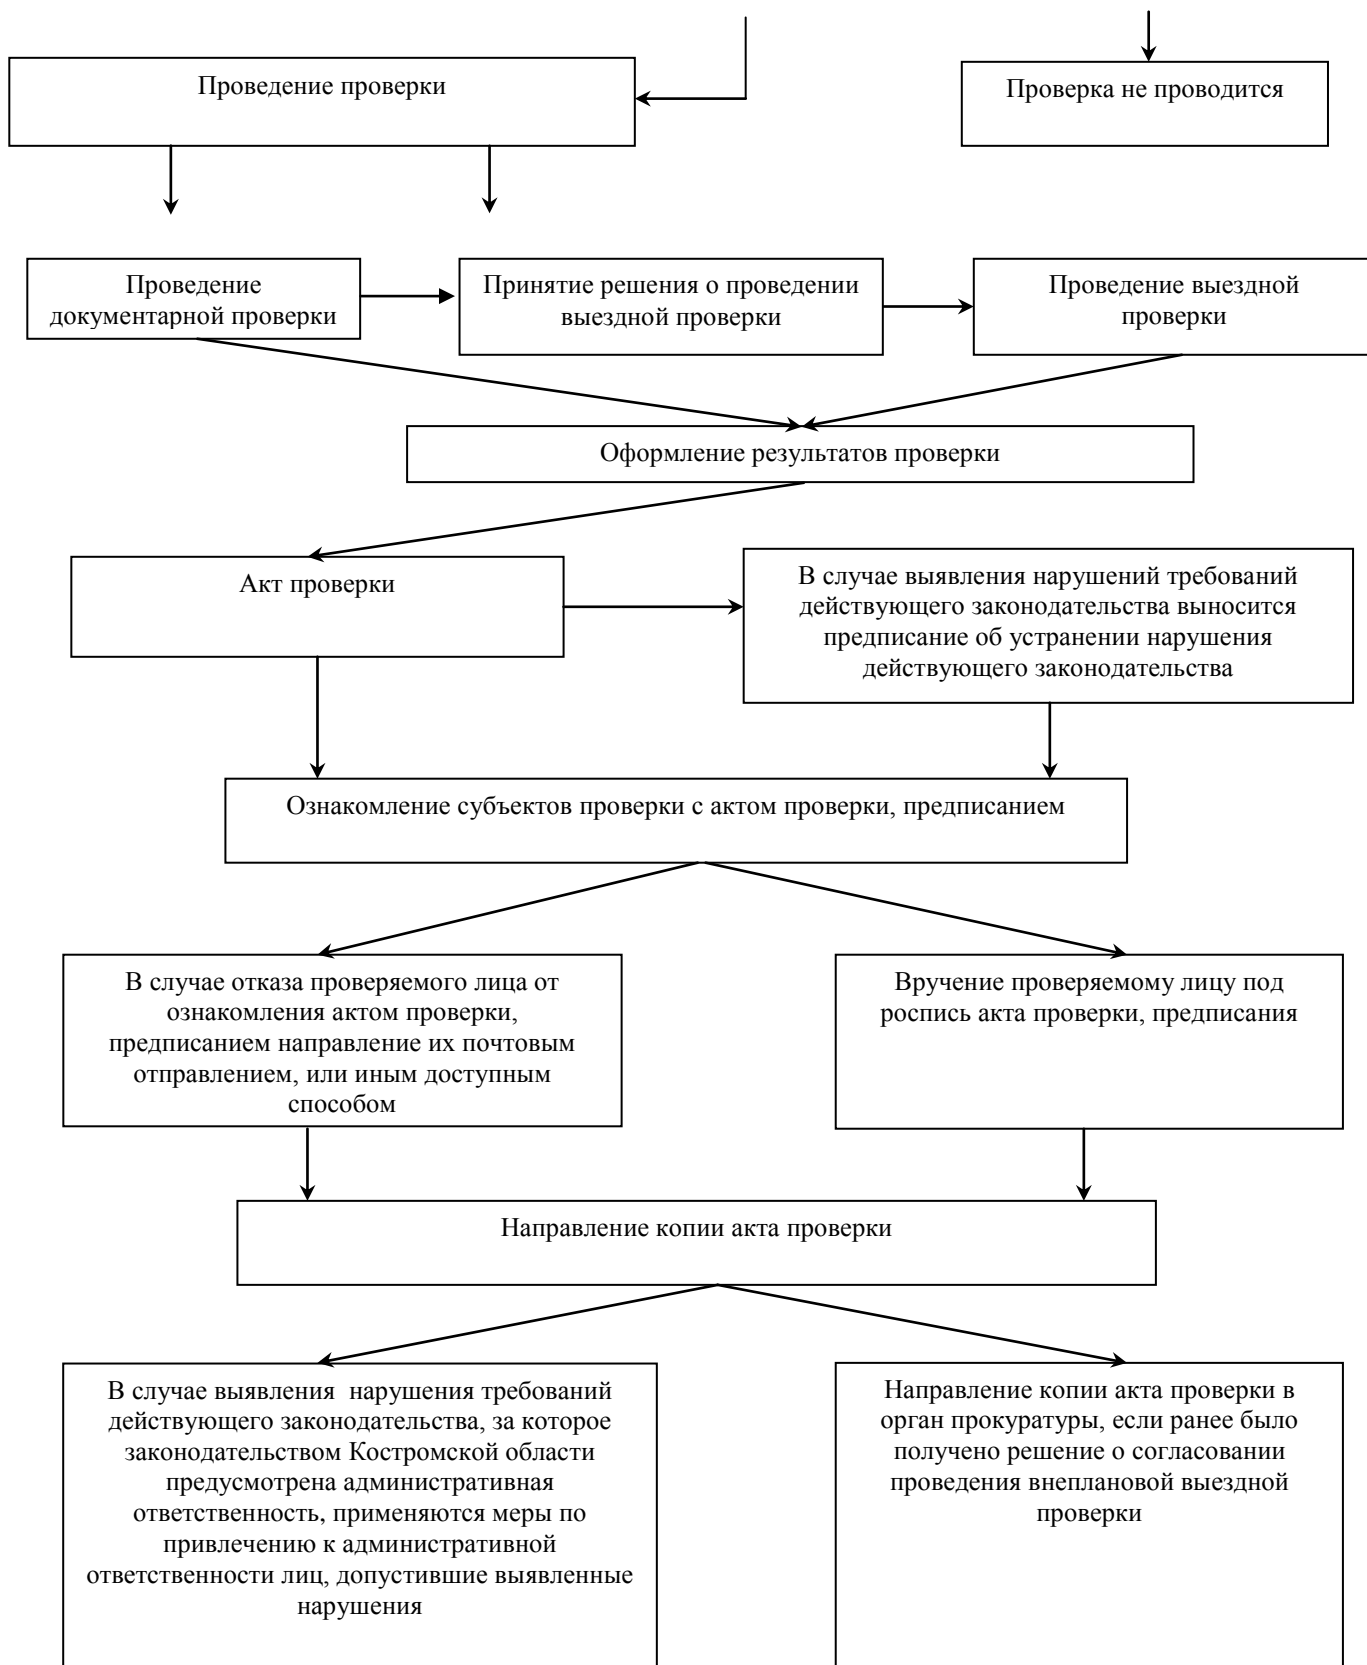 Проведение проверки
Проверка не проводится
Проведение
документарной проверки
Принятие решения о проведении
выездной проверки
Проведение выездной
проверки
Оформление результатов проверки
Акт проверки
В случае выявления нарушений требований
действующего законодательства выносится
предписание об устранении нарушения
действующего законодательства
Ознакомление субъектов проверки с актом проверки, предписанием
В случае отказа проверяемого лица от
ознакомления актом проверки,
предписанием направление их почтовым
отправлением, или иным доступным
способом
Вручение проверяемому лицу под
роспись акта проверки, предписания
Направление копии акта проверки
В случае выявления  нарушения требований
действующего законодательства, за которое
законодательством Костромской области
предусмотрена административная
ответственность, применяются меры по
привлечению к административной
ответственности лиц, допустившие выявленные
нарушения
Направление копии акта проверки в
орган прокуратуры, если ранее было
получено решение о согласовании
проведения внеплановой выездной
проверки